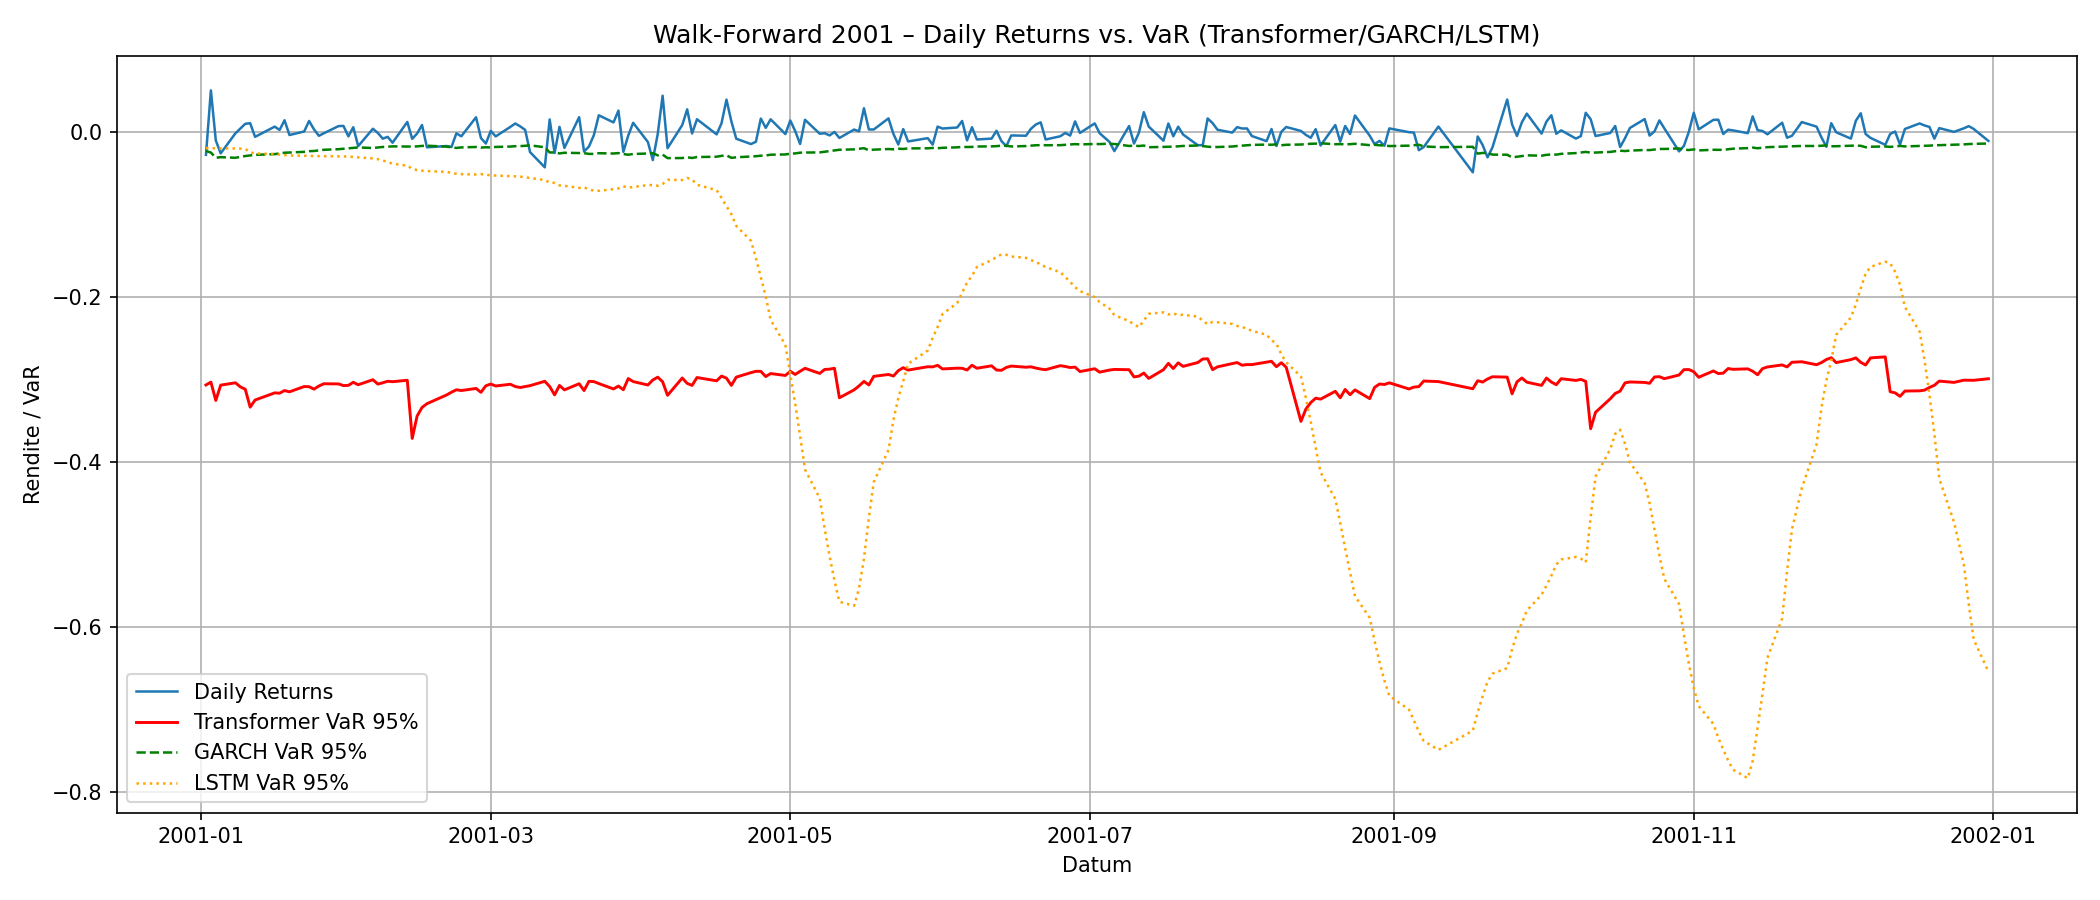 Walk-Forward 2001 – Daily Returns vs. VaR (Transformer/GARCH/LSTM)
Rendite / VaR
0.0
−0.2
−0.4
−0.6
−0.8
Daily Returns
Transformer VaR 95%
GARCH VaR 95%
LSTM VaR 95%
2001-01 2001-03 2001-05 2001-07 2001-09 2001-11 2002-01
Datum